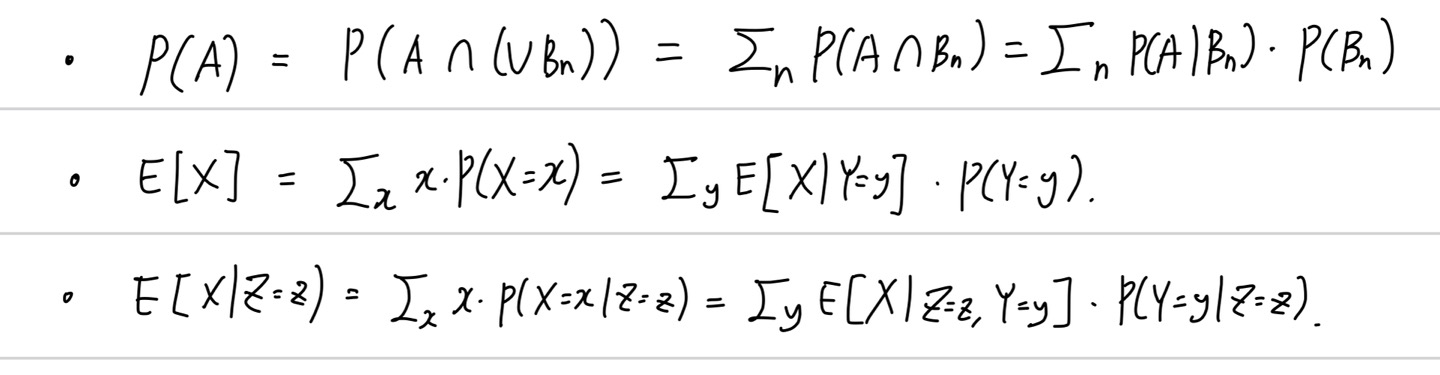 • P(A) = P(A ∩ (∪Bₙ)) = Σₙ P(A ∩ Bₙ) = Σₙ P(A|Bₙ) · P(Bₙ)
• E[X] = Σₓ x·P(X=x) = Σy E[X|Y=y] · P(Y=y).
• E[X|Z=z) = Σₓ x· P(X=x|Z=z) = Σy E[X|Z=z, Y=y] · P(Y=y|Z=z).